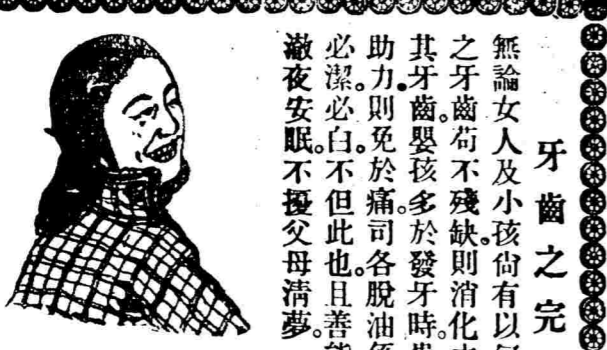 牙齒之完
無論女人及小孩尙有以
之牙齒苟不殘缺。則消化
其牙齒。嬰孩多於發牙時。
助力。則免於痛。司各脫油
必潔。必白。不但此也。且善
澈夜安眠。不擾父母清夢。